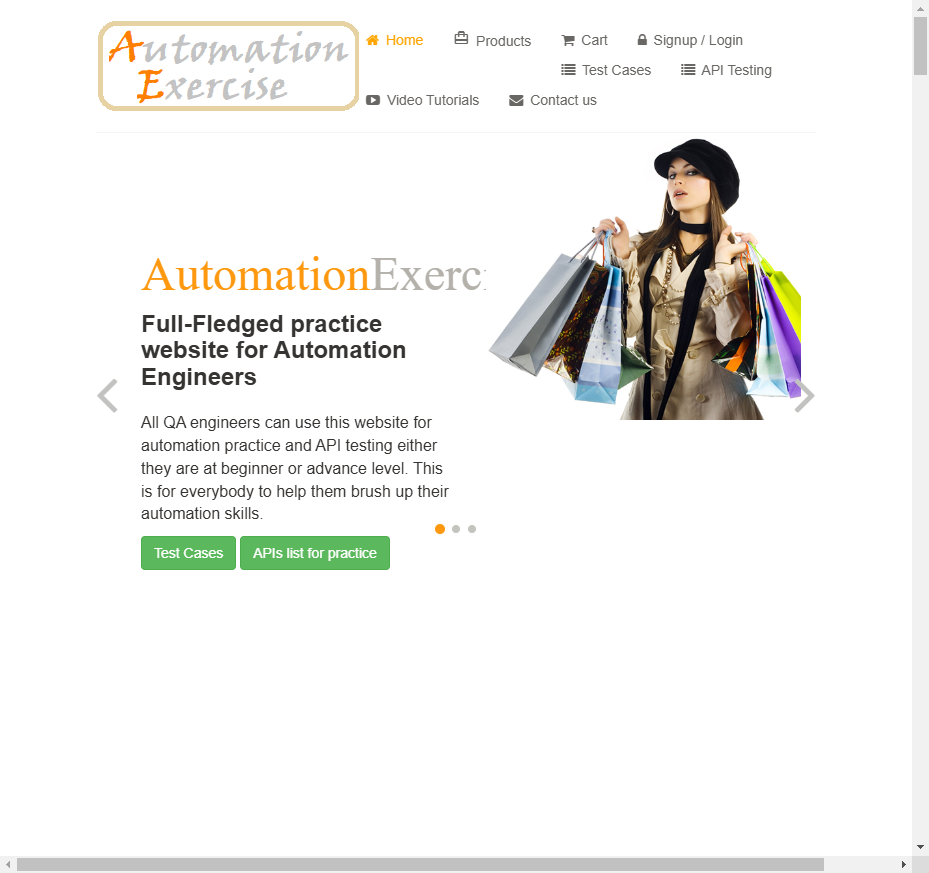 Automation
Exercise
Home Products Cart Signup / Login
Test Cases API Testing
Video Tutorials Contact us
AutomationExerc
Full-Fledged practice
website for Automation
Engineers
All QA engineers can use this website for
automation practice and API testing either
they are at beginner or advance level. This
is for everybody to help them brush up their
automation skills.
Test Cases APIs list for practice